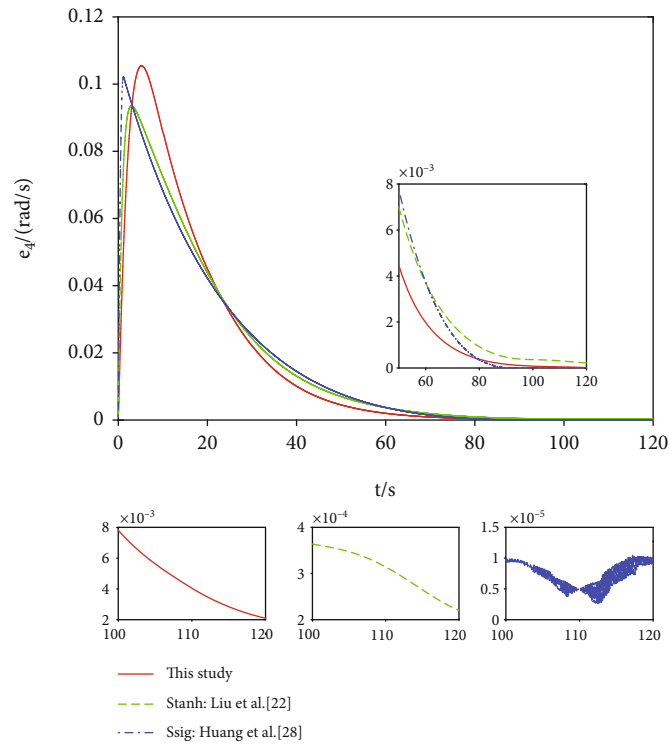 0.12
0.1
0.08
0.06
0.04
0.02
0
e₄/(rad/s)
0 20 40 60 80 100 120
t/s
×10⁻³
8
6
4
2
0
60 80 100 120
×10⁻³
8
6
4
2
100 110 120
×10⁻⁴
4
3
2
100 110 120
×10⁻⁵
1.5
1
0.5
0
100 110 120
This study
Stanh: Liu et al.[22]
Ssig: Huang et al.[28]